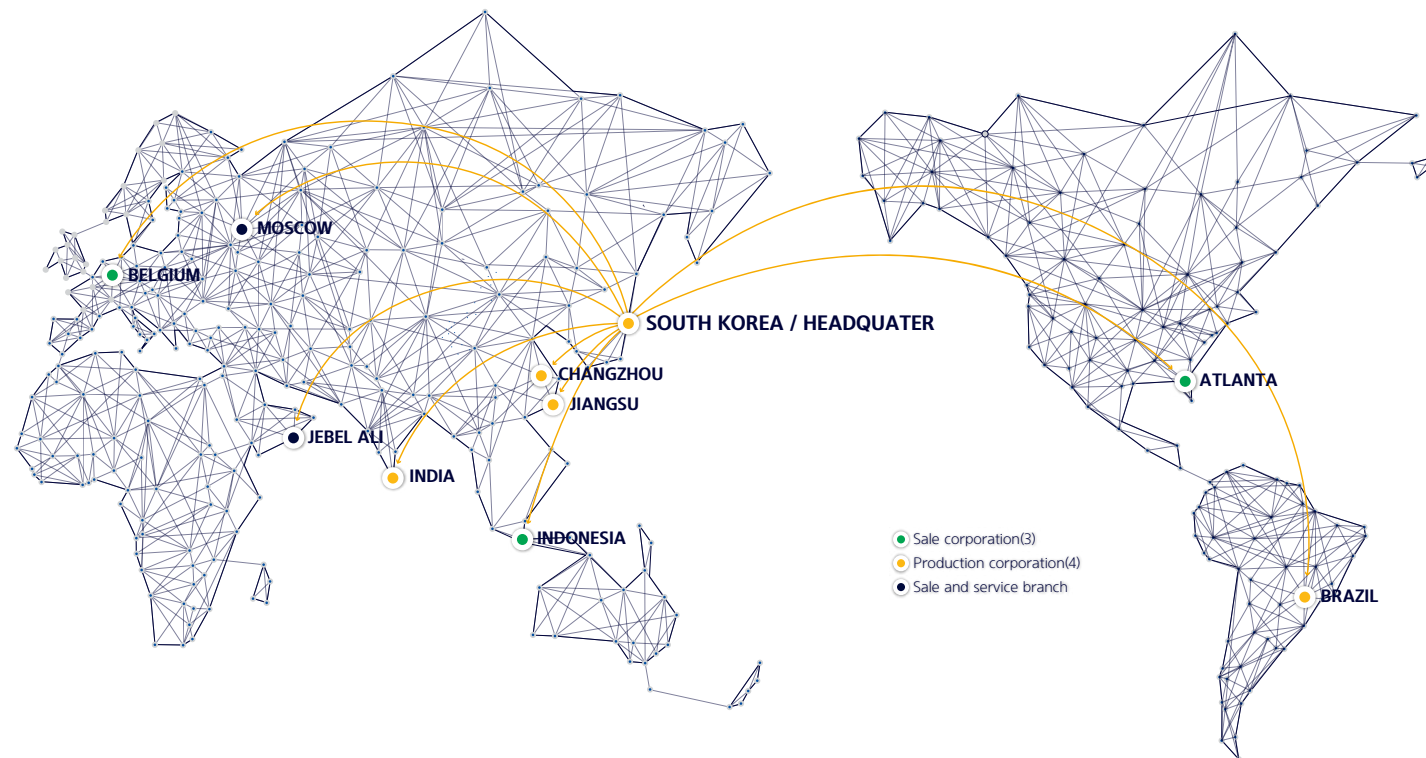 MOSCOW
BELGIUM
SOUTH KOREA / HEADQUATER
CHANGZHOU
ATLANTA
JIANGSU
JEBEL ALI
INDIA
INDONESIA
Sale corporation(3)
Production corporation(4)
Sale and service branch
BRAZIL